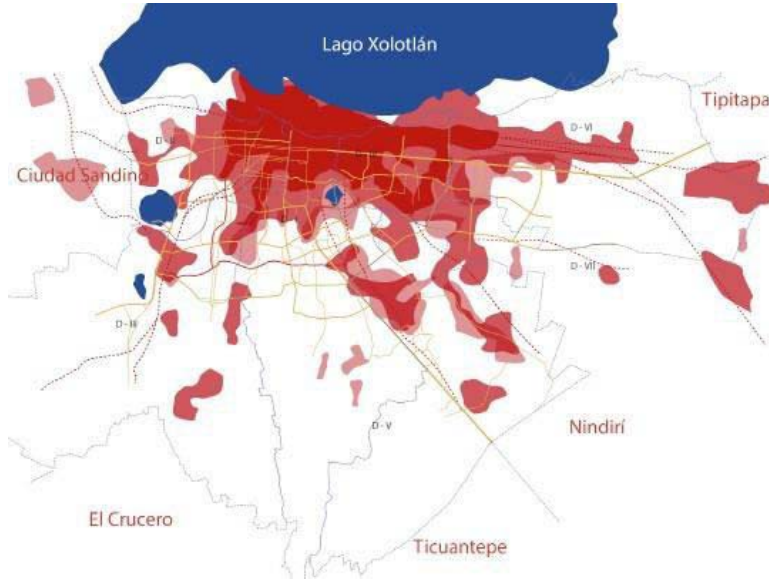 Lago Xolotlán
Tipitapa
D - VI
Ciudad Sandino
D - VII
D - III
Nindirí
D - V
El Crucero
Ticuantepe